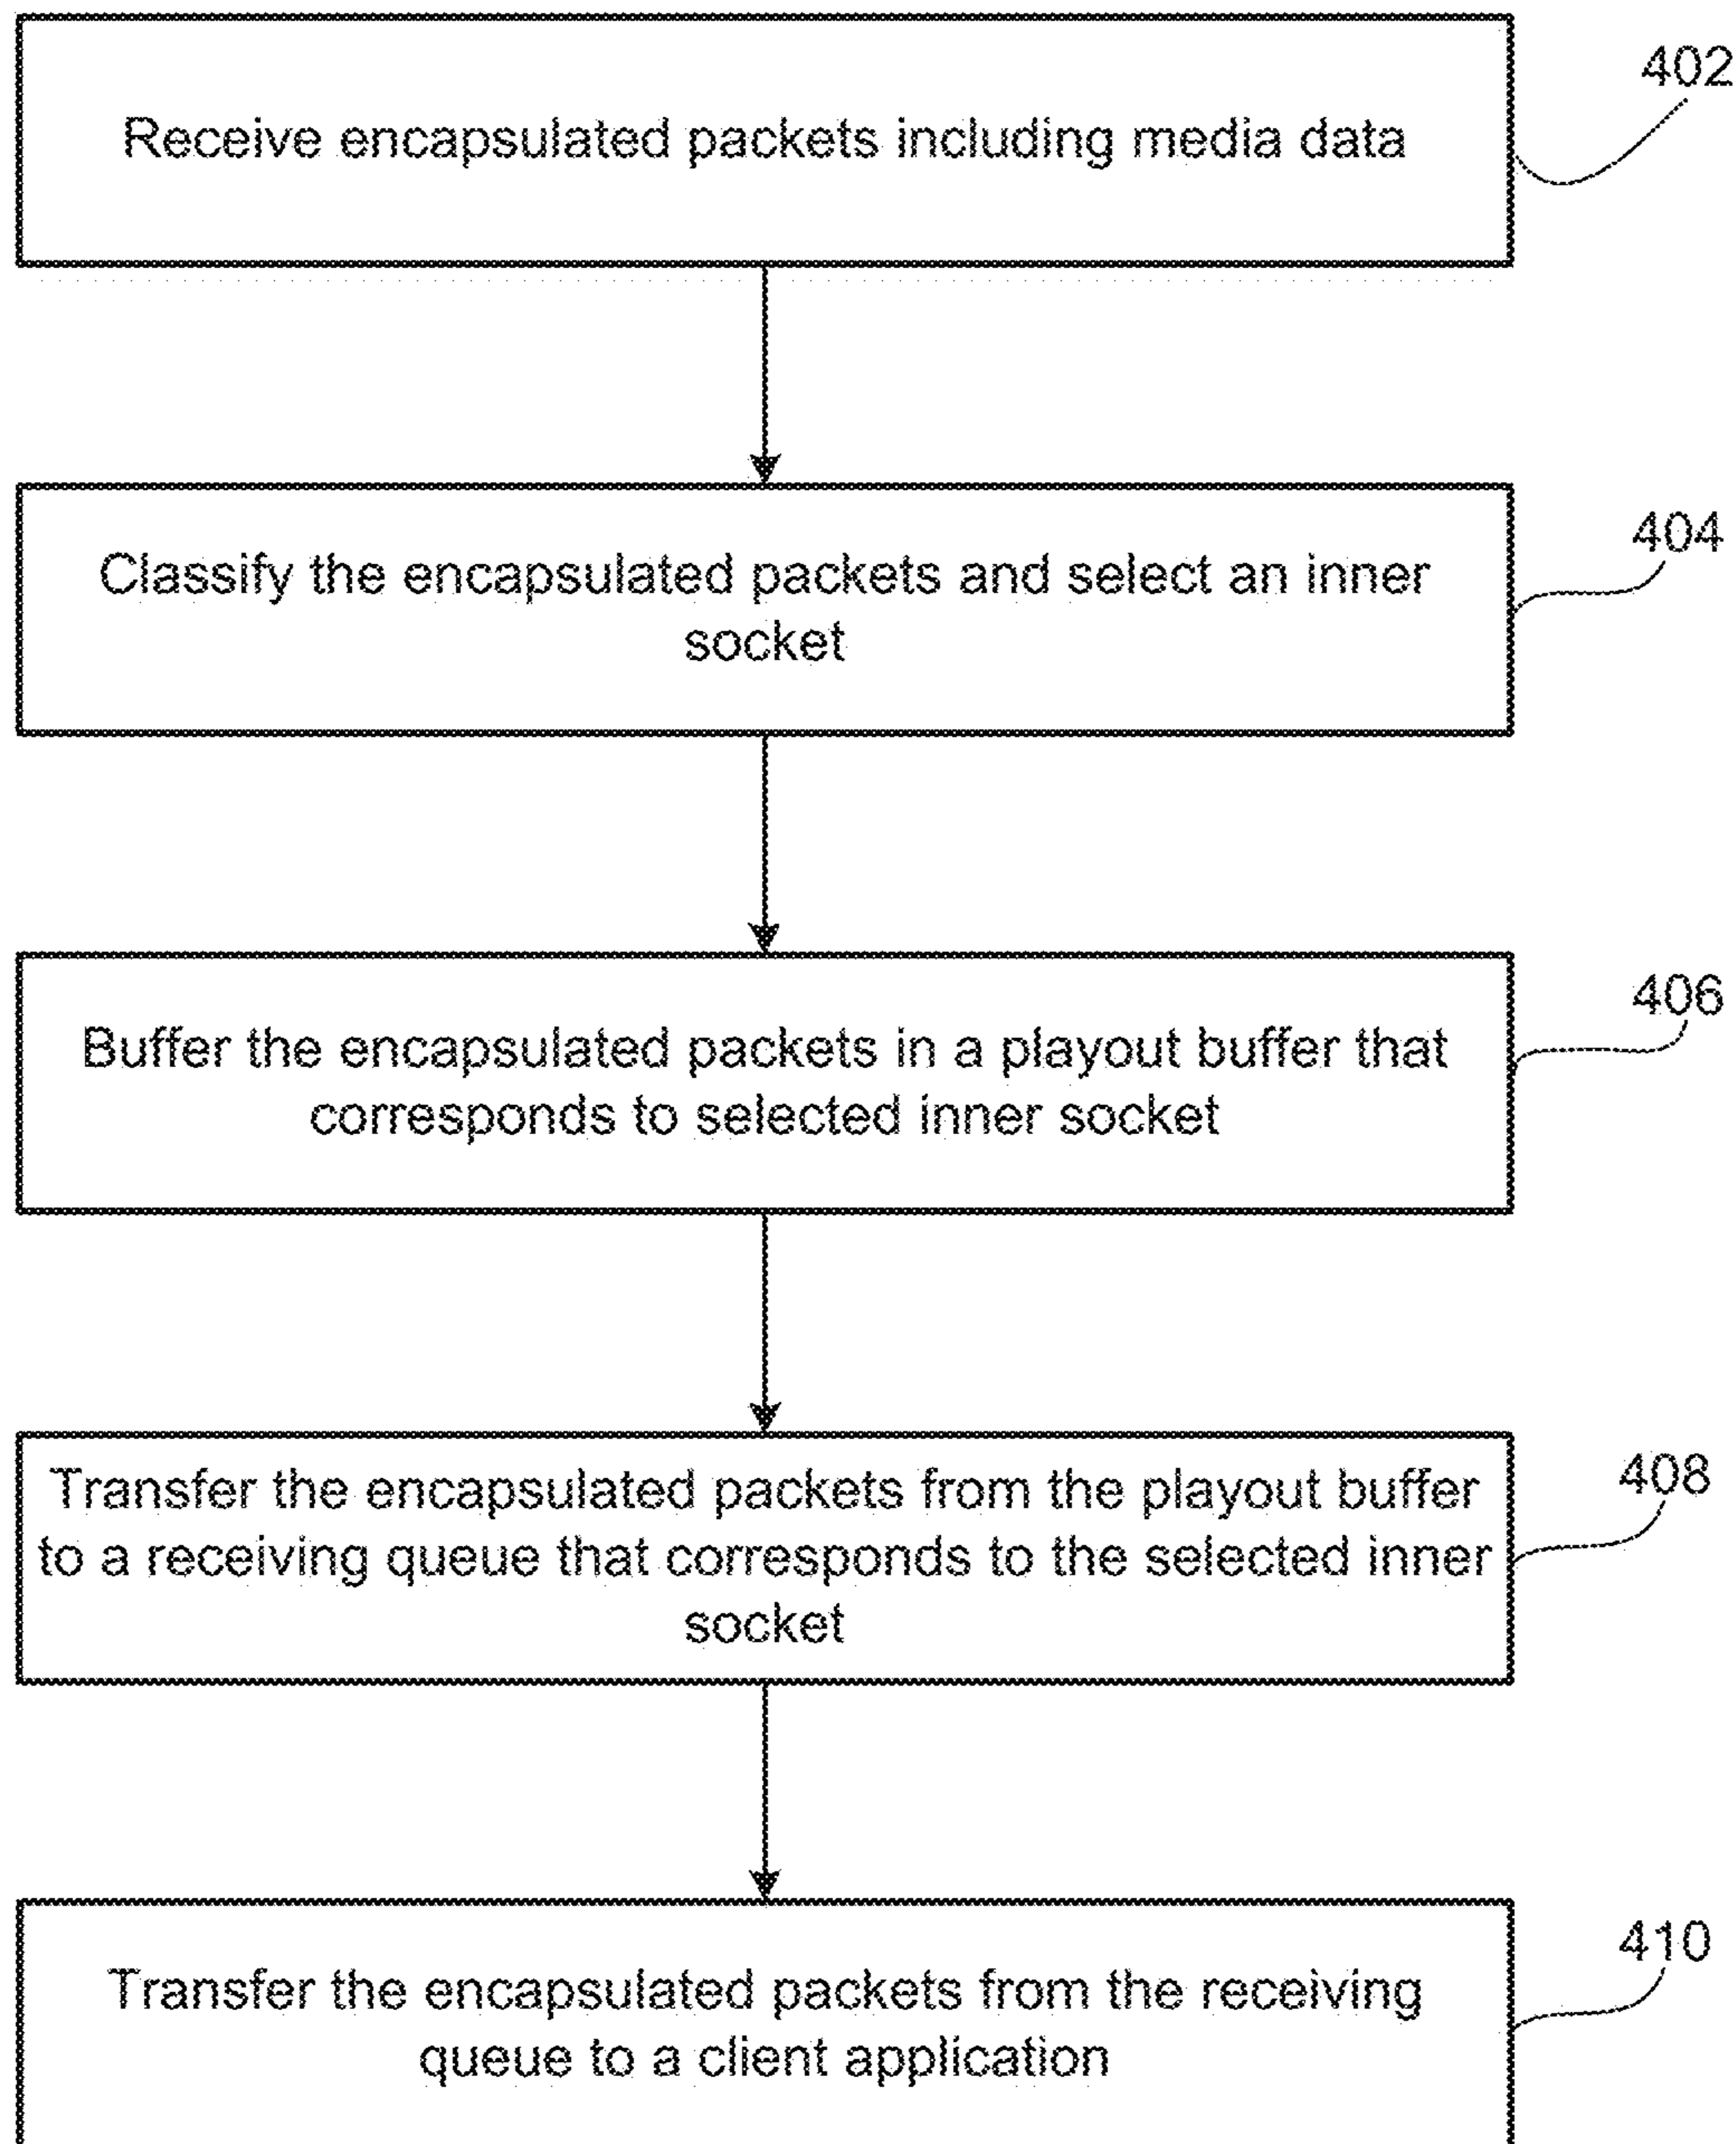 402
Receive encapsulated packets including media data
404
Classify the encapsulated packets and select an inner
socket
406
Buffer the encapsulated packets in a playout buffer that
corresponds to selected inner socket
408
Transfer the encapsulated packets from the playout buffer
to a receiving queue that corresponds to the selected inner
socket
410
Transfer the encapsulated packets from the receiving
queue to a client application